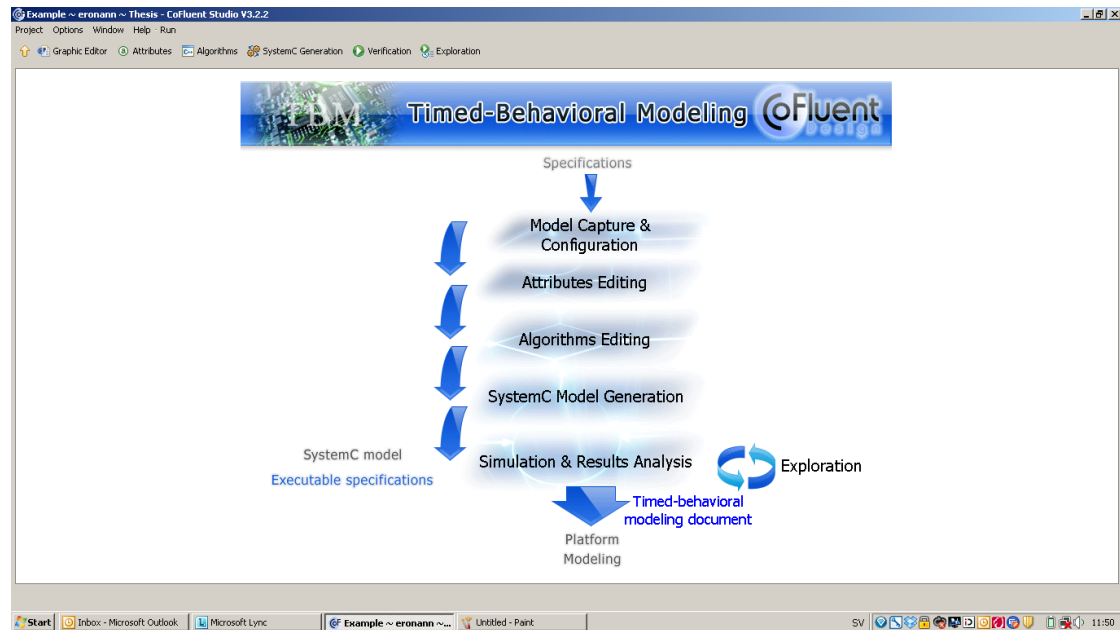 Example ~ eronann ~ Thesis - CoFluent Studio V3.2.2
Project Options Window Help Run
Graphic Editor Attributes Algorithms SystemC Generation Verification Exploration
TBM Timed-Behavioral Modeling CoFluent
Design
Specifications
Model Capture &
Configuration
Attributes Editing
Algorithms Editing
SystemC Model Generation
SystemC model
Executable specifications
Simulation & Results Analysis
Exploration
Timed-behavioral
modeling document
Platform
Modeling
Start Inbox - Microsoft Outlook Microsoft Lync Example ~ eronann ~... Untitled - Paint SV 11:50